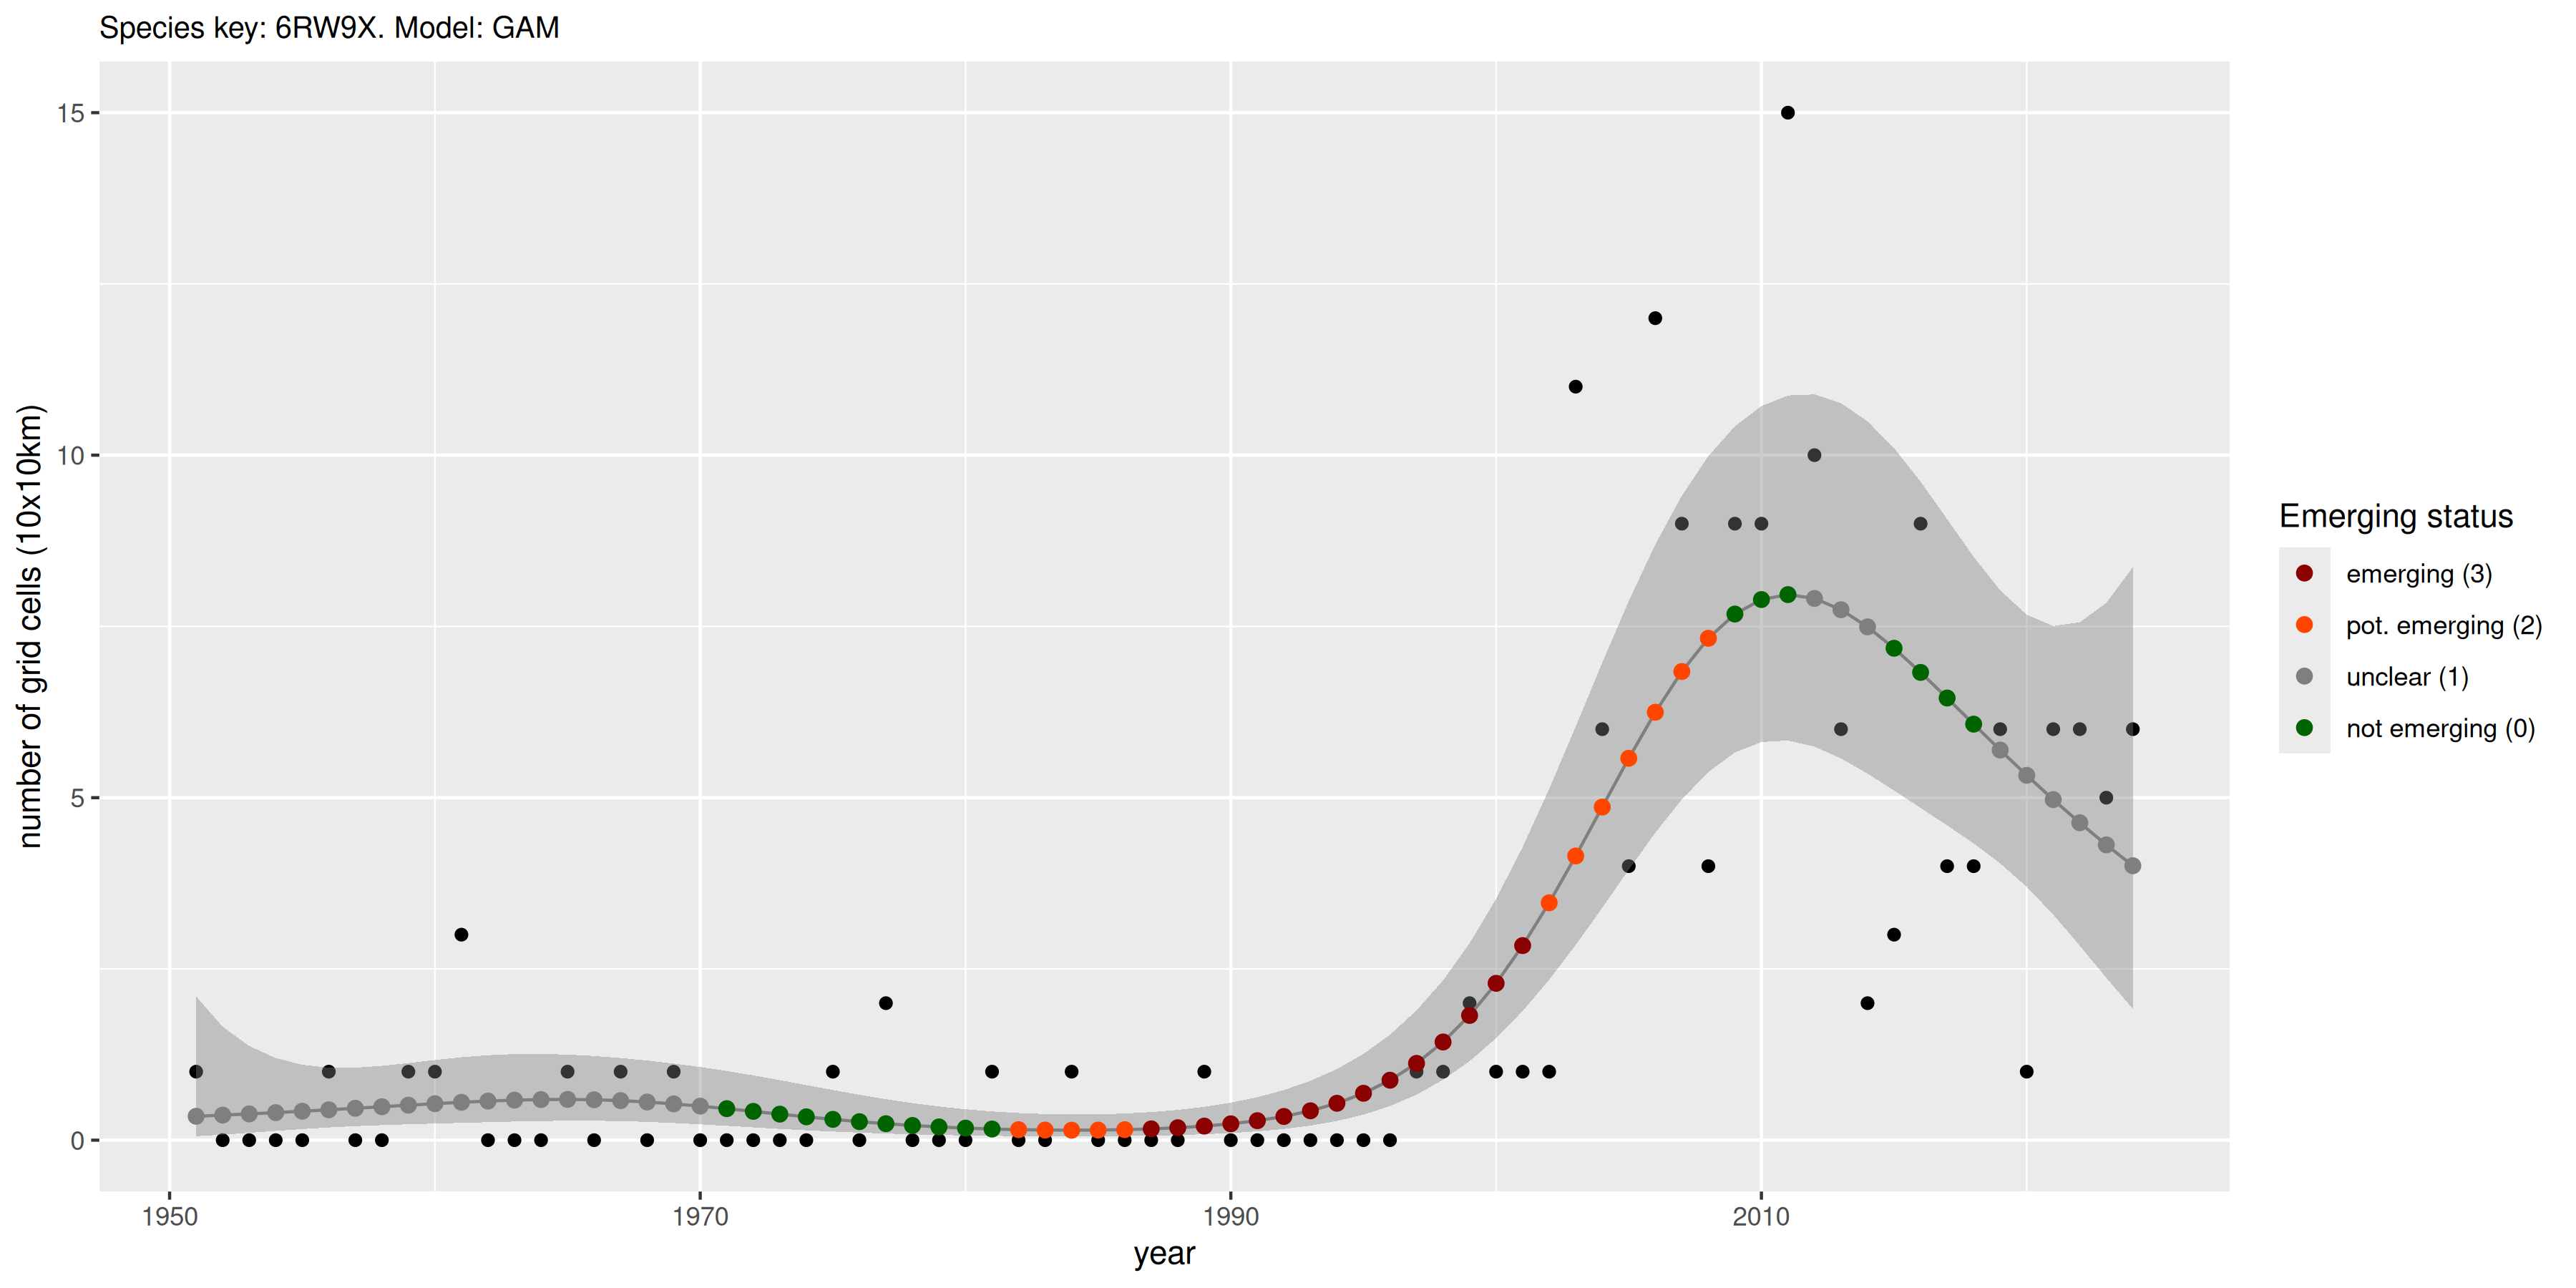 Species key: 6RW9X. Model: GAM
15
10
5
0
number of grid cells (10x10km)
1950
1970
1990
2010
year
Emerging status
emerging (3)
pot. emerging (2)
unclear (1)
not emerging (0)